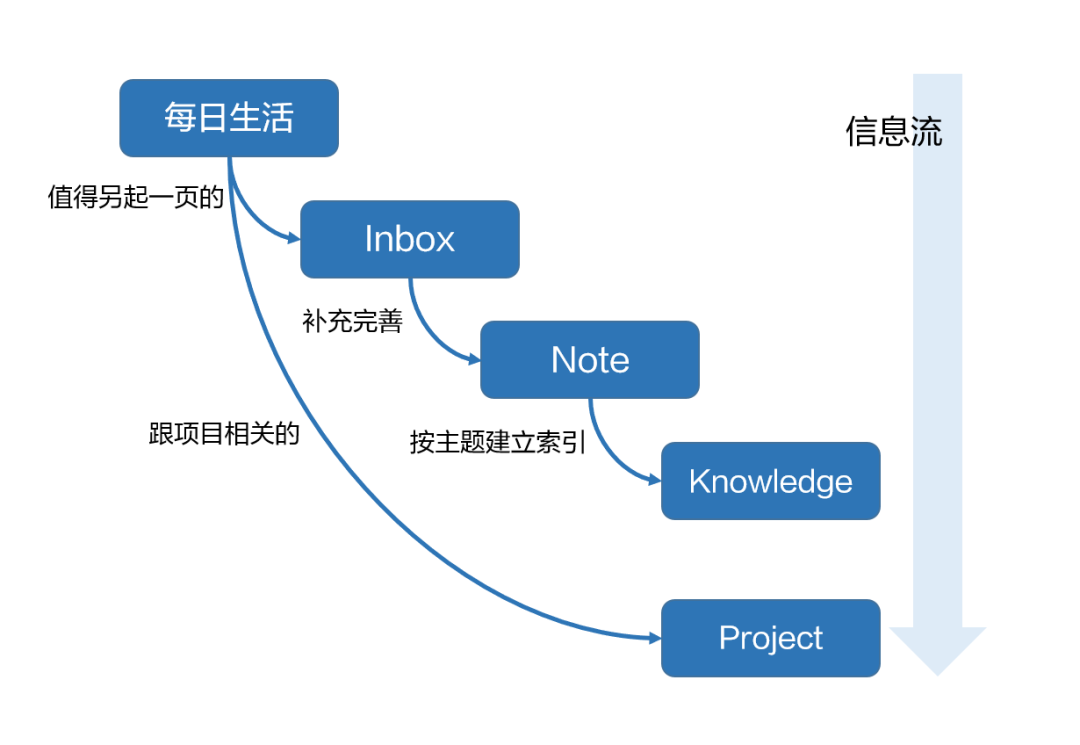 每日生活
信息流
值得另起一页的
Inbox
补充完善
Note
跟项目相关的
按主题建立索引
Knowledge
Project